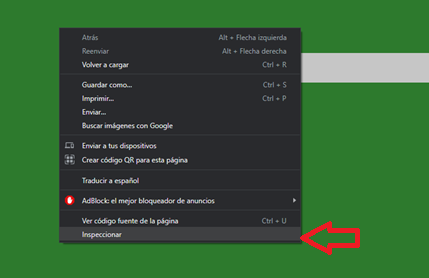 Atrás Alt + Flecha izquierda
Reenviar Alt + Flecha derecha
Volver a cargar Ctrl + R
Guardar como... Ctrl + S
Imprimir... Ctrl + P
Enviar...
Buscar imágenes con Google
Enviar a tus dispositivos
Crear código QR para esta página
Traducir a español
AdBlock: el mejor bloqueador de anuncios
Ver código fuente de la página Ctrl + U
Inspeccionar